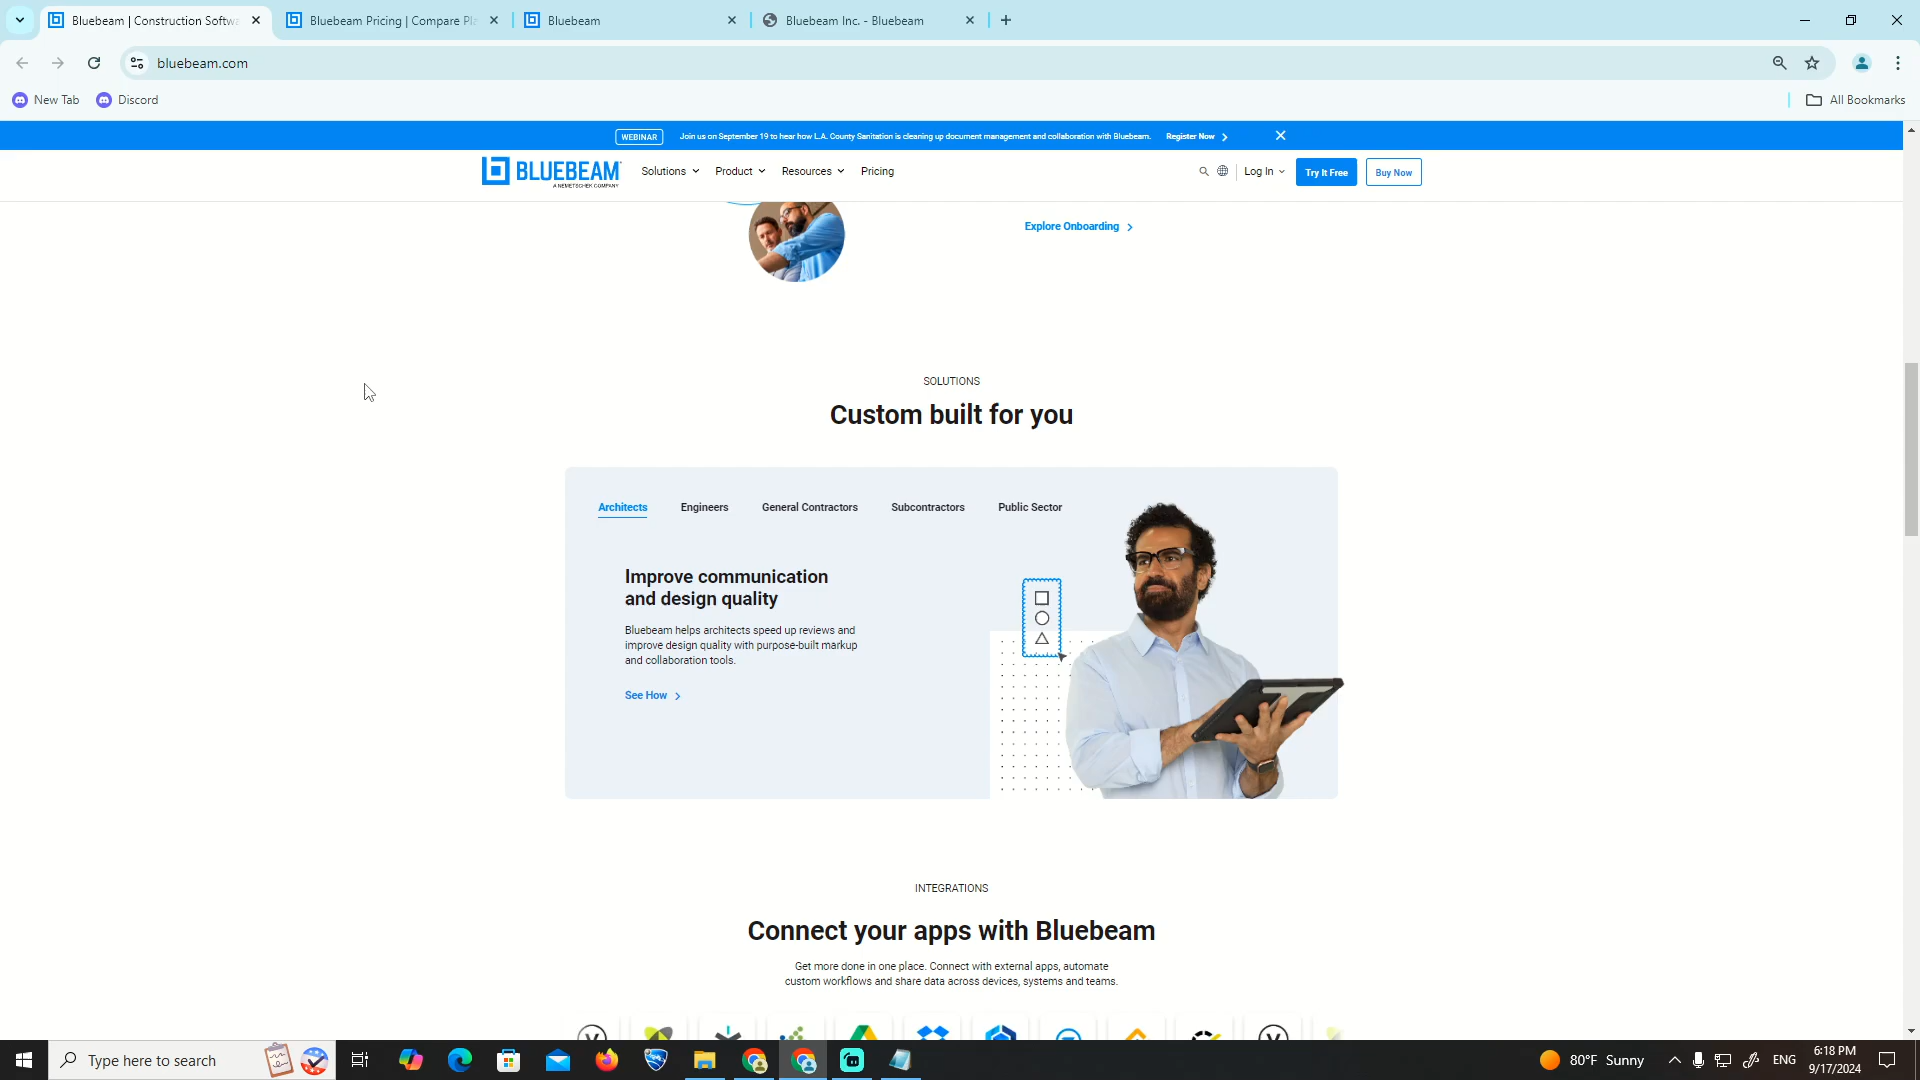 Bluebeam | Construction Softwa
Bluebeam Pricing | Compare Pla
Bluebeam
Bluebeam Inc. - Bluebeam
bluebeam.com
New Tab
Discord
All Bookmarks
WEBINAR
Join us on September 19 to hear how L.A. County Sanitation is cleaning up document management and collaboration with Bluebeam.
Register Now
BLUEBEAM
A NEMETSCHEK COMPANY
Solutions
Product
Resources
Pricing
Log In
Try It Free
Buy Now
Explore Onboarding
SOLUTIONS
Custom built for you
Architects
Engineers
General Contractors
Subcontractors
Public Sector
Improve communication
and design quality
Bluebeam helps architects speed up reviews and
improve design quality with purpose-built markup
and collaboration tools.
See How
INTEGRATIONS
Connect your apps with Bluebeam
Get more done in one place. Connect with external apps, automate
custom workflows and share data across devices, systems and teams.
Type here to search
80°F Sunny
ENG
6:18 PM
9/17/2024